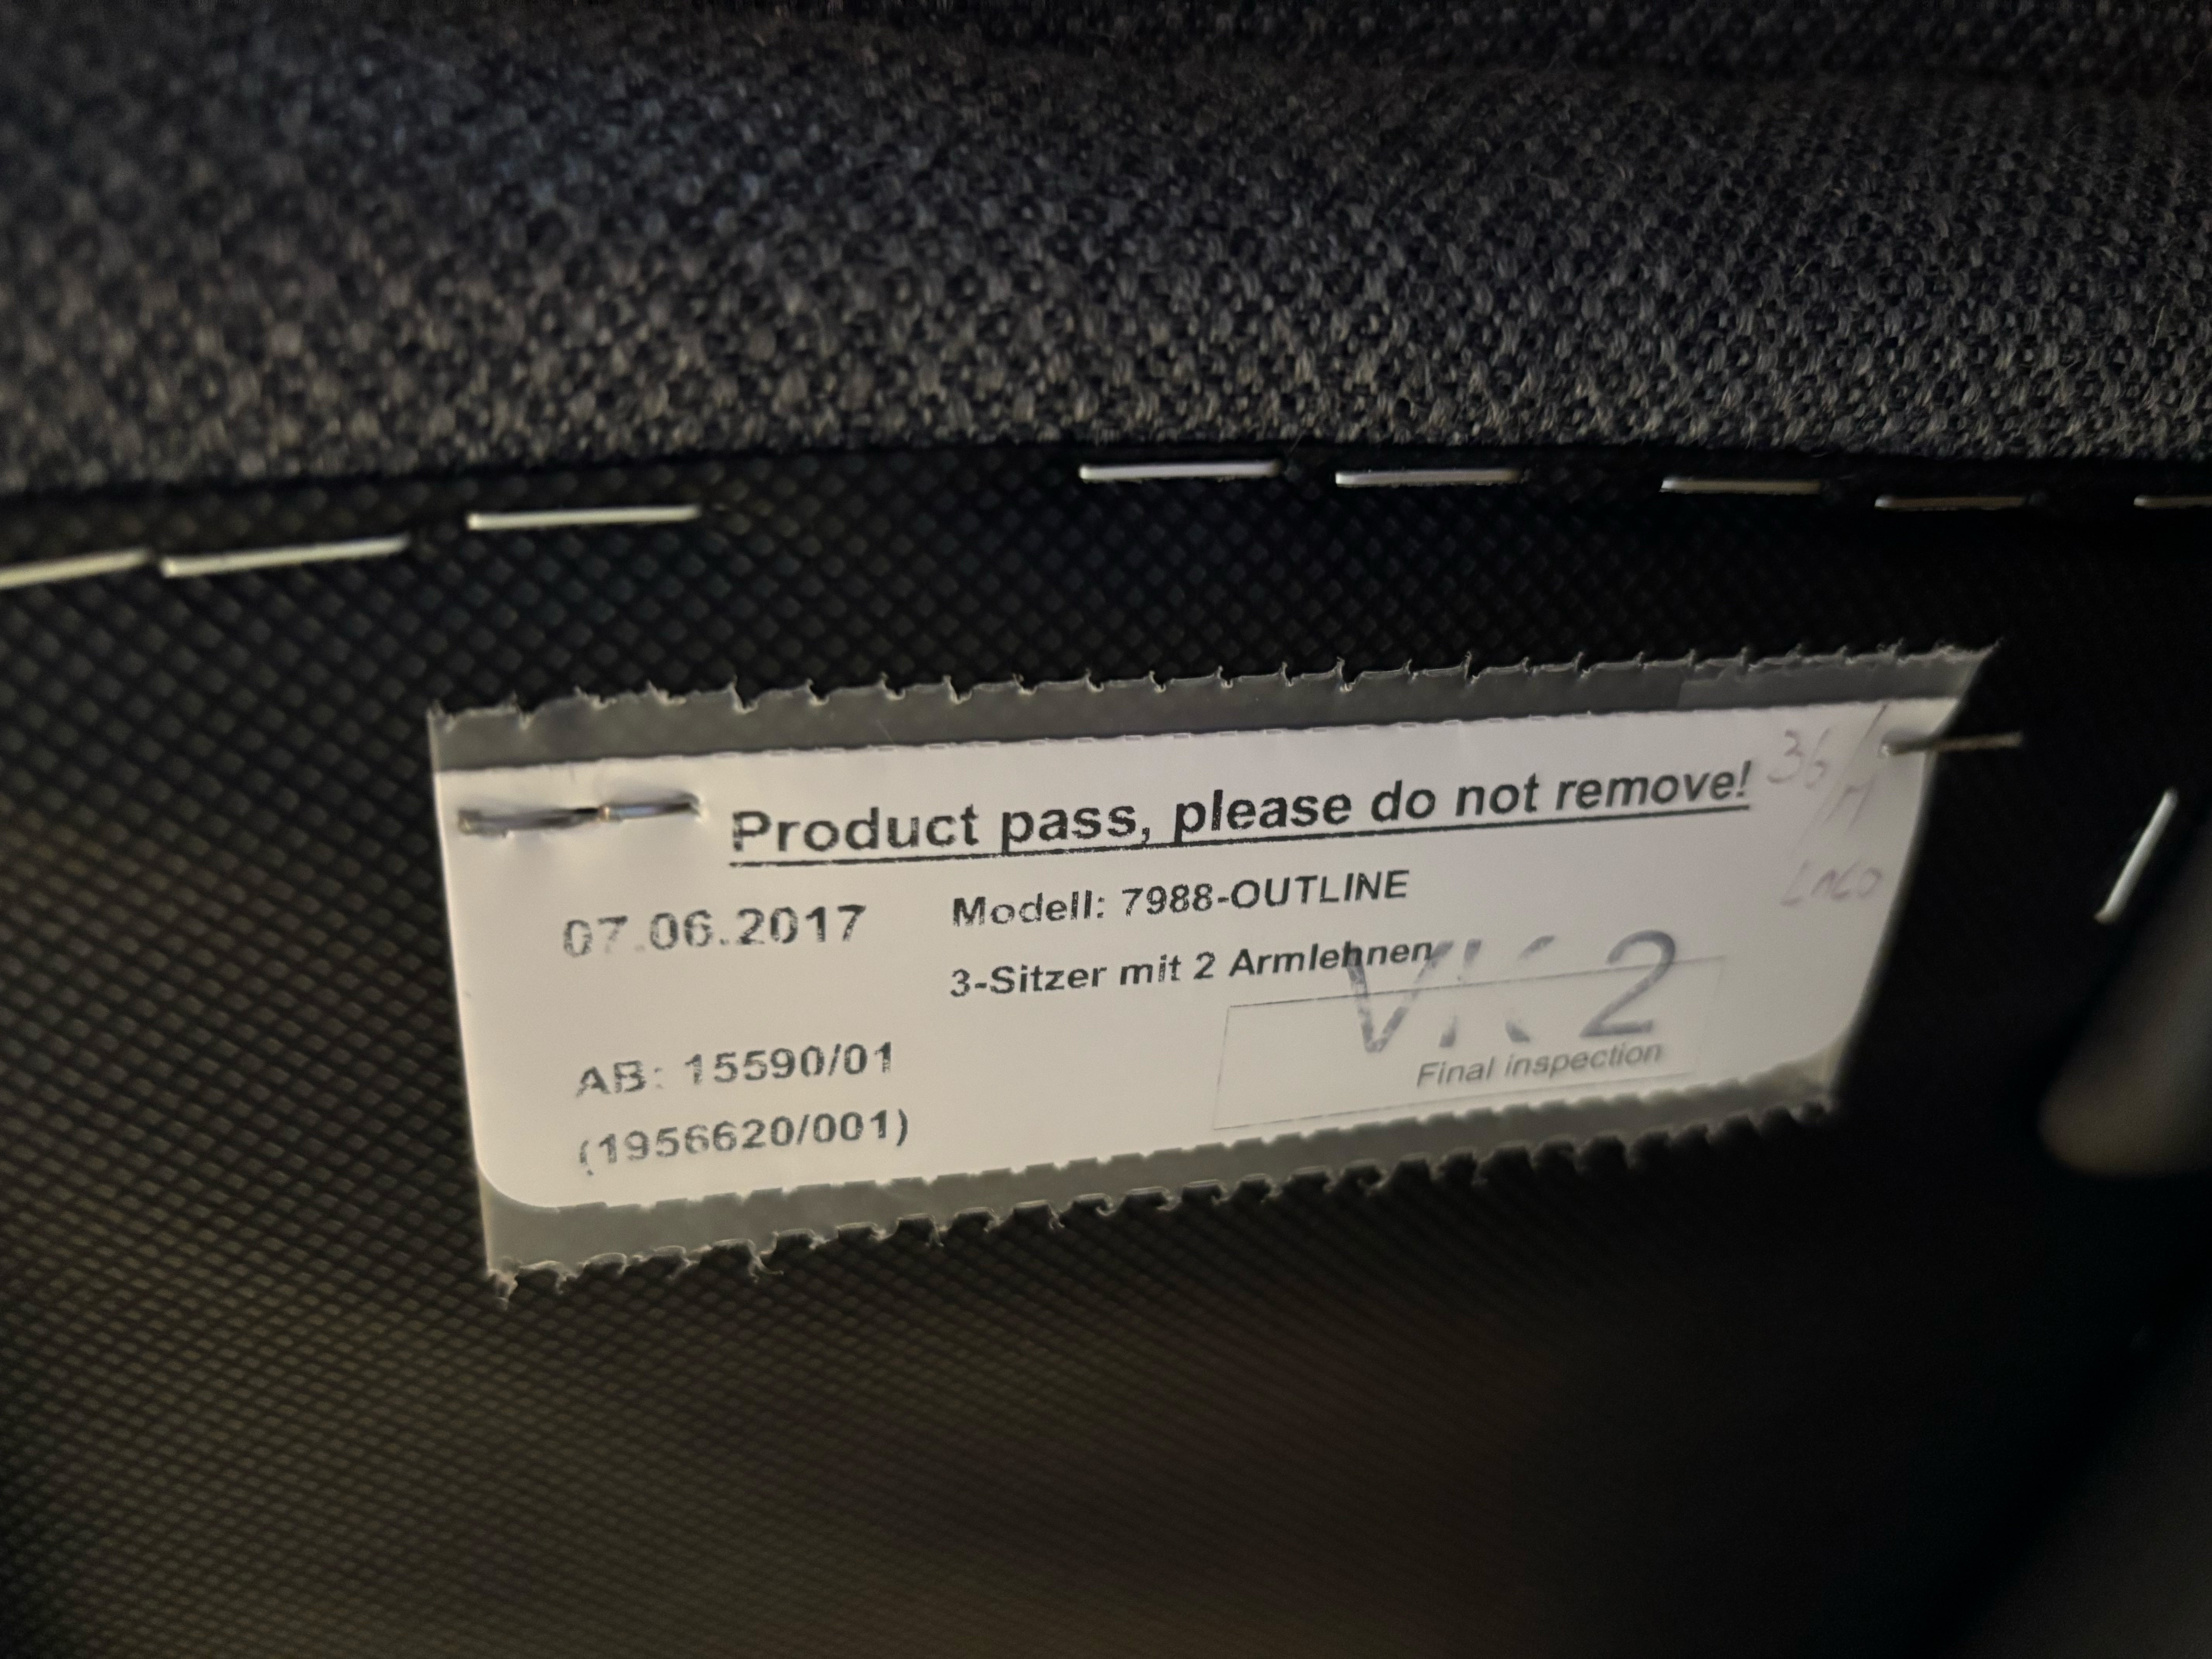 Product pass, please do not remove!
36/M
07.06.2017
Modell: 7988-OUTLINE
3-Sitzer mit 2 Armlehnen
VK 2
Final inspection
AB: 15590/01
(1956620/001)